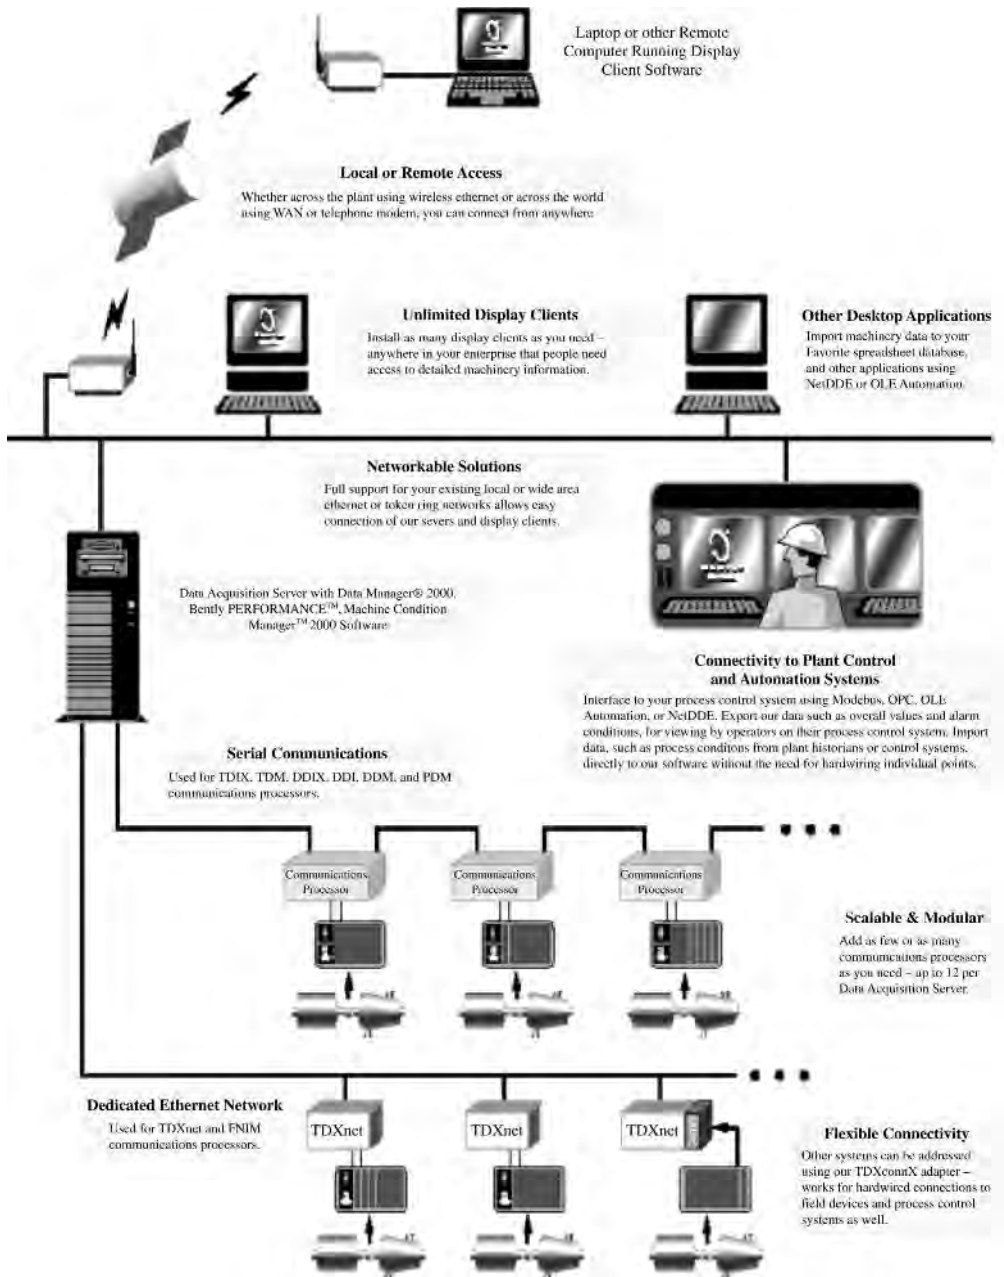 Laptop or other Remote
Computer Running Display
Client Software
Local or Remote Access
Whether across the plant using wireless ethernet or across the world
using WAN or telephone modem, you can connect from anywhere
Unlimited Display Clients
Install as many display clients as you need –
anywhere in your enterprise that people need
access to detailed machinery information.
Other Desktop Applications
Import machinery data to your
Favorite spreadsheet database,
and other applications using
NetDDE or OLE Automation.
Networkable Solutions
Full support for your existing local or wide area
ethernet or token ring networks allows easy
connection of our severs and display clients.
Data Acquisition Server with Data Manager® 2000,
Bently PERFORMANCE™, Machine Condition
Manager™ 2000 Software
Connectivity to Plant Control
and Automation Systems
Interface to your process control system using Modebus, OPC, OLE
Automation, or NetDDE. Export our data such as overall values and alarm
conditions, for viewing by operators on their process control system. Import
data, such as process conditons from plant historians or control systems,
directly to our software without the need for hardwiring individual points.
Serial Communications
Used for TDIX, TDM, DDIX, DDI, DDM, and PDM
communications processors.
Communications
Processor
Communications
Processor
Communications
Processor
Scalable & Modular
Add as few or as many
communications processors
as you need – up to 12 per
Data Acquisition Server.
Dedicated Ethernet Network
Used for TDXnet and ENIM
communications processors.
TDXnet
TDXnet
TDXnet
Flexible Connectivity
Other systems can be addressed
using our TDXconnX adapter –
works for hardwired connections to
field devices and process control
systems as well.